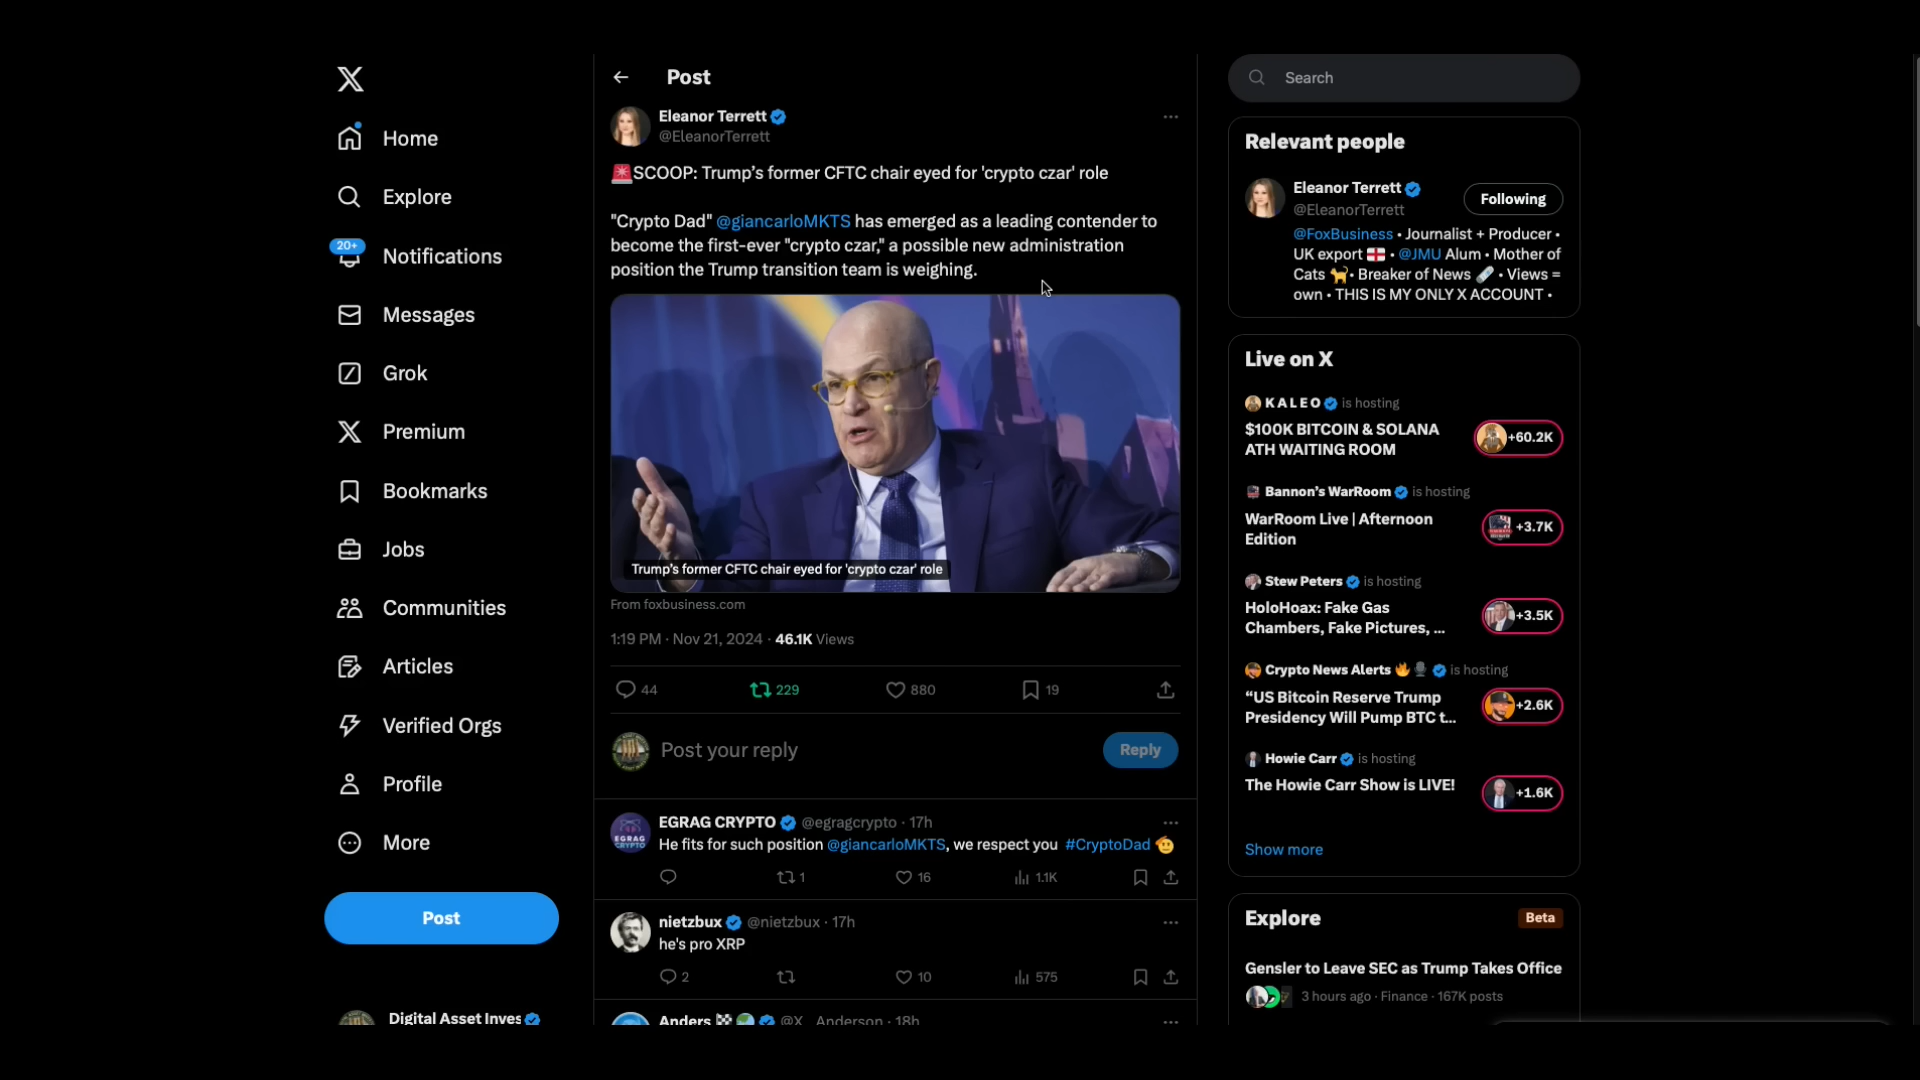 Home
Explore
20+
Notifications
Messages
Grok
Premium
Bookmarks
Jobs
Communities
Articles
Verified Orgs
Profile
More
Post
Digital Asset Inves
Post
Eleanor Terrett
@EleanorTerrett
🚨SCOOP: Trump's former CFTC chair eyed for 'crypto czar' role
"Crypto Dad" @giancarloMKTS has emerged as a leading contender to
become the first-ever "crypto czar," a possible new administration
position the Trump transition team is weighing.
Trump's former CFTC chair eyed for 'crypto czar' role
From foxbusiness.com
1:19 PM · Nov 21, 2024 · 46.1K Views
44 229 880 19
Post your reply
Reply
EGRAG CRYPTO @egragcrypto · 17h
He fits for such position @giancarloMKTS, we respect you #CryptoDad 🫡
1 16 1.1K
nietzbux @nietzbux · 17h
he's pro XRP
2 10 575
Anders @X_Anderson · 18h
Search
Relevant people
Eleanor Terrett
@EleanorTerrett
Following
@FoxBusiness • Journalist + Producer •
UK export 🏴󠁧󠁢󠁥󠁮󠁧󠁿 • @JMU Alum • Mother of
Cats 🐈 • Breaker of News 🗞️ • Views =
own • THIS IS MY ONLY X ACCOUNT •
Live on X
K A L E O is hosting
$100K BITCOIN & SOLANA
ATH WAITING ROOM
+60.2K
Bannon's WarRoom is hosting
WarRoom Live | Afternoon
Edition
+3.7K
Stew Peters is hosting
HoloHoax: Fake Gas
Chambers, Fake Pictures, ...
+3.5K
Crypto News Alerts 🔥🎙️ is hosting
"US Bitcoin Reserve Trump
Presidency Will Pump BTC t...
+2.6K
Howie Carr is hosting
The Howie Carr Show is LIVE!
+1.6K
Show more
Explore
Beta
Gensler to Leave SEC as Trump Takes Office
3 hours ago · Finance · 167K posts